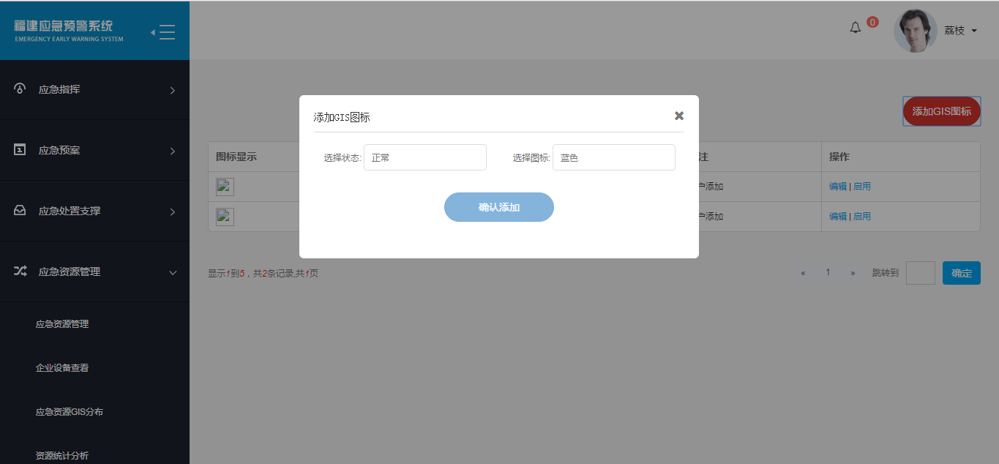 福建应急预警系统
EMERGENCY EARLY WARNING SYSTEM
0
荔枝
应急指挥
应急预案
应急处置支撑
应急资源管理
应急资源管理
企业设备查看
应急资源GIS分布
资源统计分析
添加GIS图标
图标显示
注
操作
户添加
编辑 | 启用
户添加
编辑 | 启用
显示1到5，共2条记录,共1页
« 1 » 跳转到 确定
添加GIS图标
选择状态: 正常 选择图标: 蓝色
确认添加